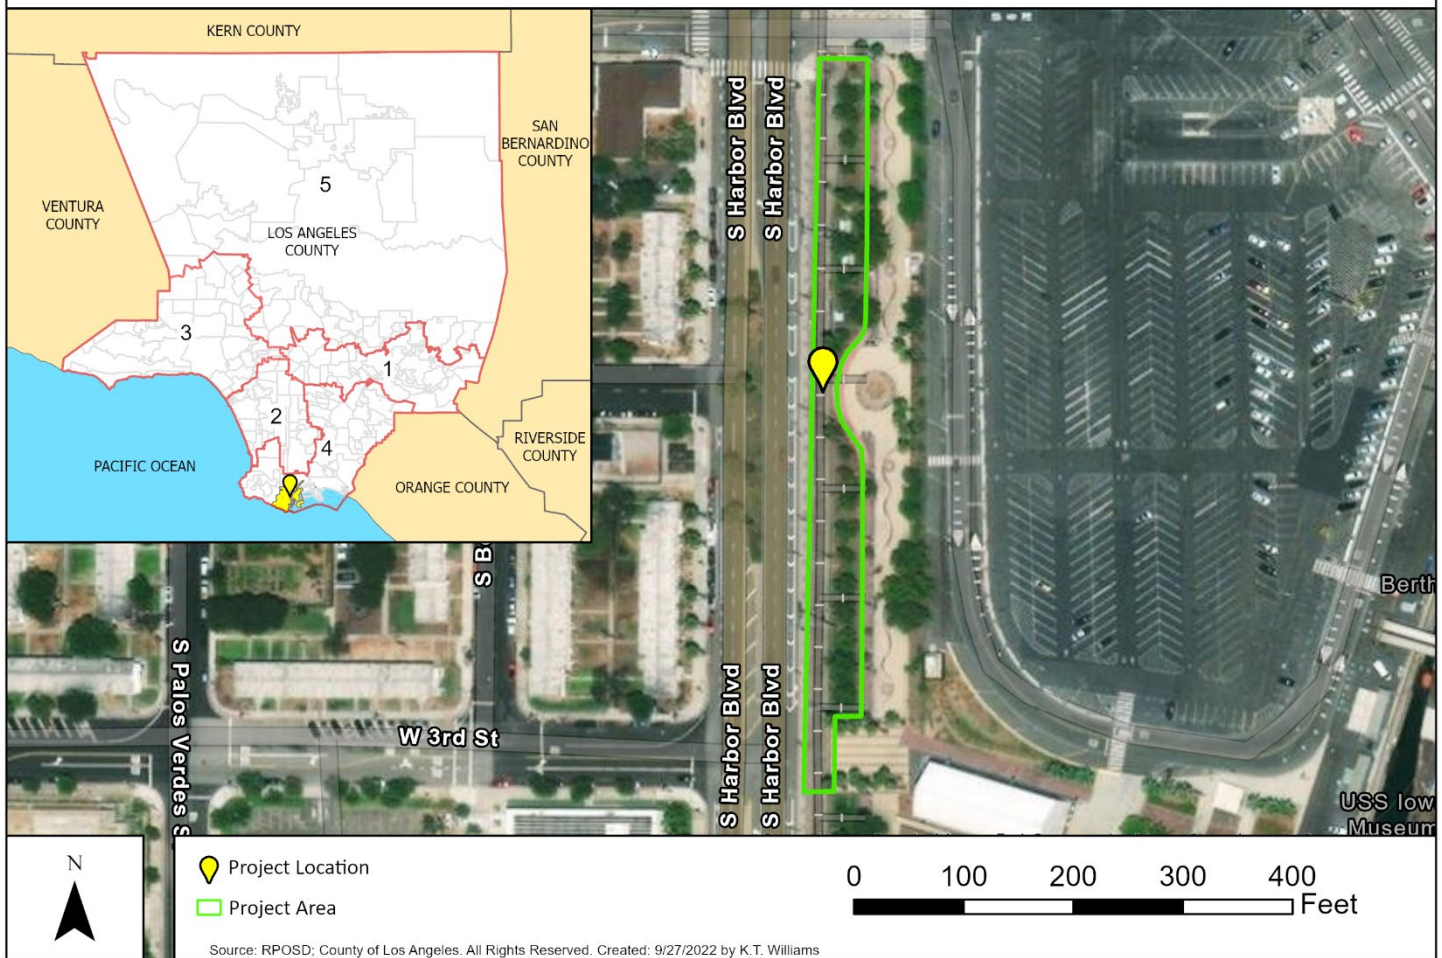 KERN COUNTY
SAN
BERNARDINO
COUNTY
5
VENTURA
COUNTY
LOS ANGELES
COUNTY
3
1
2
4
RIVERSIDE
COUNTY
PACIFIC OCEAN
ORANGE COUNTY
S Harbor Blvd
S Harbor Blvd
S B
Berth
S Palos Verdes S
W 3rd St
S Harbor Blvd
S Harbor Blvd
USS Iow
Museum
N
Project Location
Project Area
0 100 200 300 400
Feet
Source: RPOSD; County of Los Angeles. All Rights Reserved. Created: 9/27/2022 by K.T. Williams